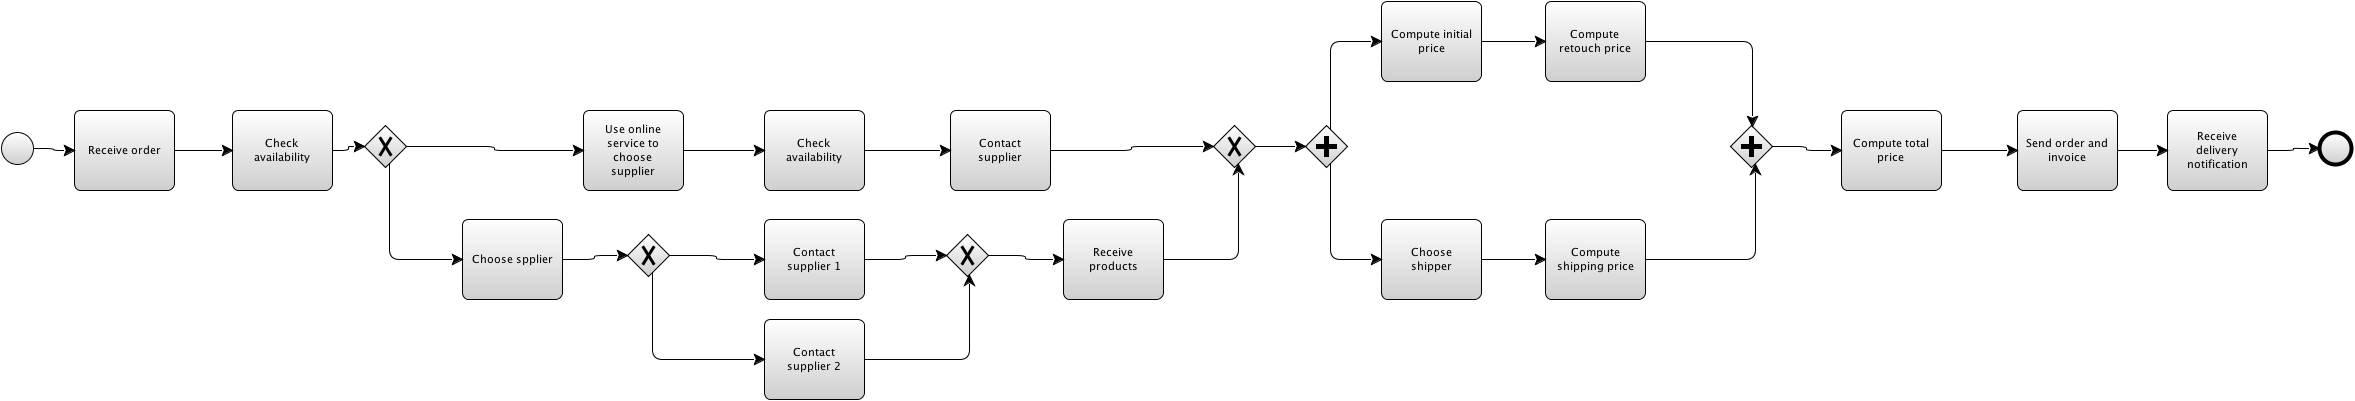 Receive order
Check
availability
Use online
service to
choose
supplier
Check
availability
Contact
supplier
Choose spplier
Contact
supplier 1
Contact
supplier 2
Receive
products
Compute initial
price
Compute
retouch price
Choose
shipper
Compute
shipping price
Compute total
price
Send order and
invoice
Receive
delivery
notification